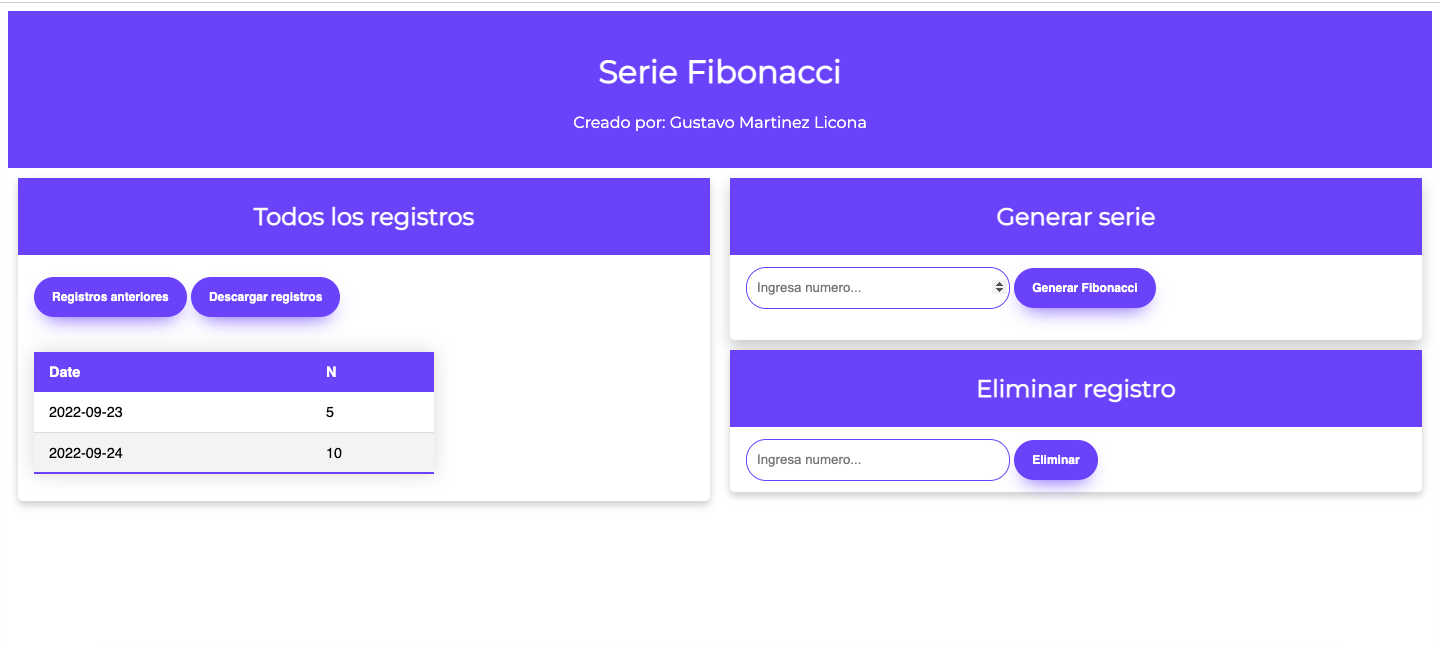 Serie Fibonacci
Creado por: Gustavo Martinez Licona
Todos los registros
Registros anteriores Descargar registros
Date N
2022-09-23 5
2022-09-24 10
Generar serie
Ingresa numero... Generar Fibonacci
Eliminar registro
Ingresa numero... Eliminar